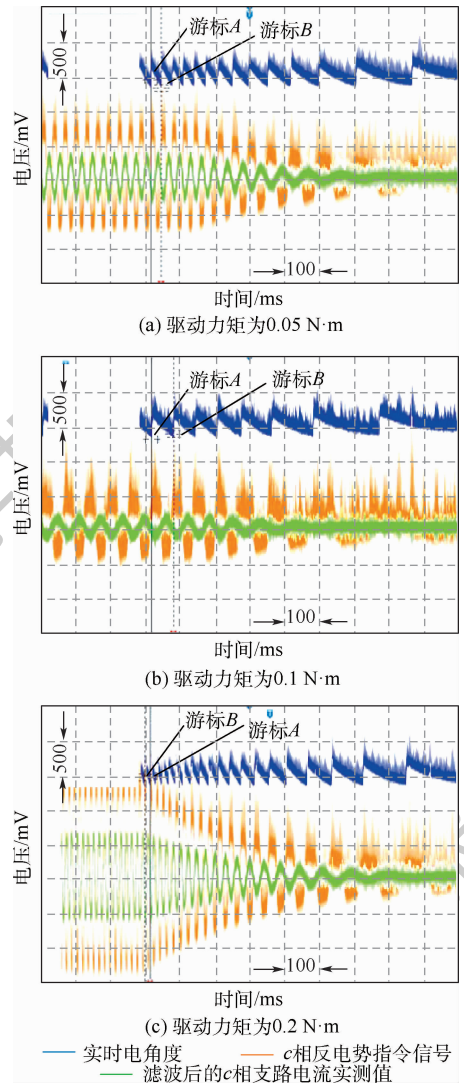 游标A
游标B
500
电压/mV
100
时间/ms
(a) 驱动力矩为0.05 N·m
游标A
游标B
500
电压/mV
100
时间/ms
(b) 驱动力矩为0.1 N·m
游标B
游标A
500
电压/mV
100
时间/ms
(c) 驱动力矩为0.2 N·m
实时电角度
c相反电势指令信号
滤波后的c相支路电流实测值